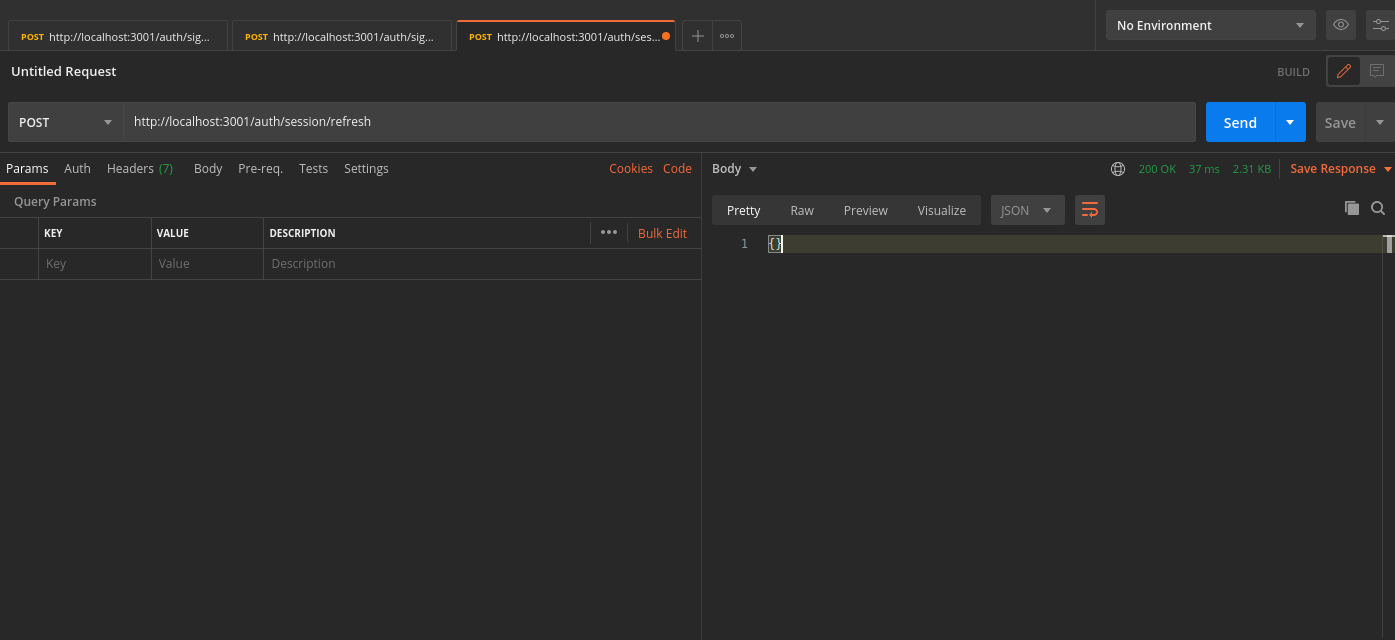 POST http://localhost:3001/auth/sig...
POST http://localhost:3001/auth/sig...
POST http://localhost:3001/auth/ses...
No Environment
Untitled Request
BUILD
POST
http://localhost:3001/auth/session/refresh
Send
Save
Params Auth Headers (7) Body Pre-req. Tests Settings
Cookies Code
Body
200 OK 37 ms 2.31 KB
Save Response
Query Params
KEY VALUE DESCRIPTION
Bulk Edit
Key Value Description
Pretty Raw Preview Visualize
JSON
1 {}